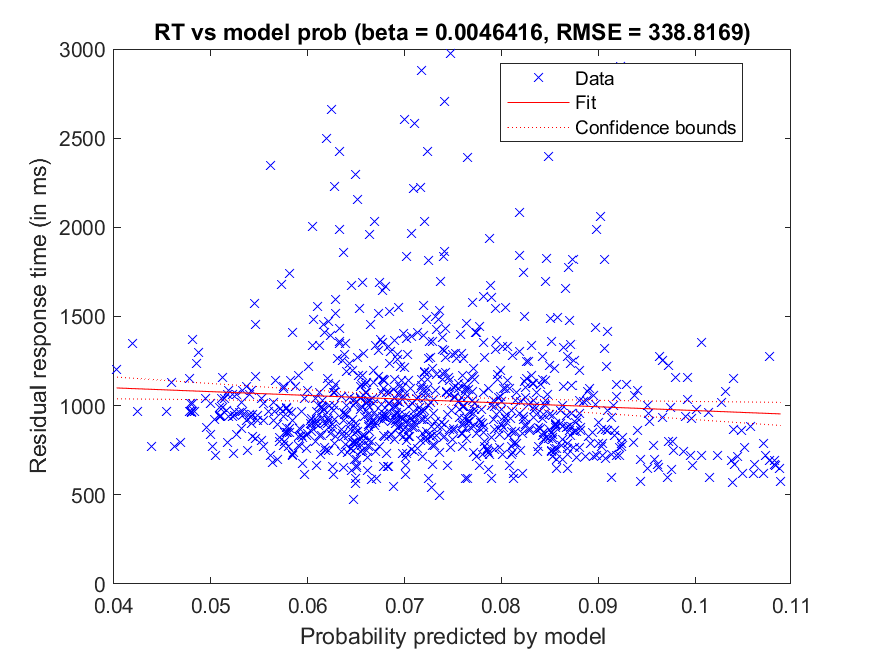 RT vs model prob (beta = 0.0046416, RMSE = 338.8169)
3000
2500
2000
1500
1000
500
0
Residual response time (in ms)
Data
Fit
Confidence bounds
0.04 0.05 0.06 0.07 0.08 0.09 0.1 0.11
Probability predicted by model